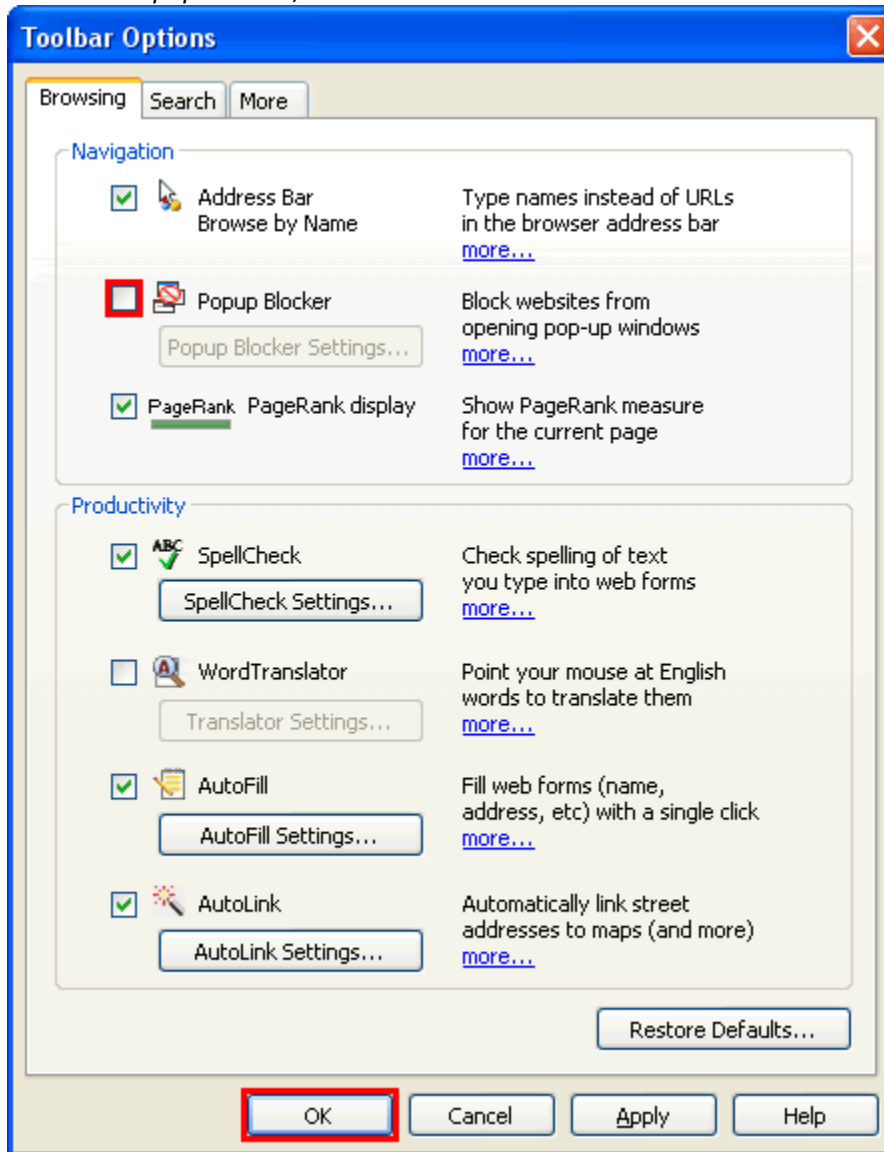 Toolbar Options
Browsing Search More
Navigation
Address Bar
Browse by Name
Type names instead of URLs
in the browser address bar
more...
Popup Blocker
Popup Blocker Settings...
Block websites from
opening pop-up windows
more...
PageRank PageRank display
Show PageRank measure
for the current page
more...
Productivity
ABC SpellCheck
SpellCheck Settings...
Check spelling of text
you type into web forms
more...
WordTranslator
Translator Settings...
Point your mouse at English
words to translate them
more...
AutoFill
AutoFill Settings...
Fill web forms (name,
address, etc) with a single click
more...
AutoLink
AutoLink Settings...
Automatically link street
addresses to maps (and more)
more...
Restore Defaults...
OK Cancel Apply Help